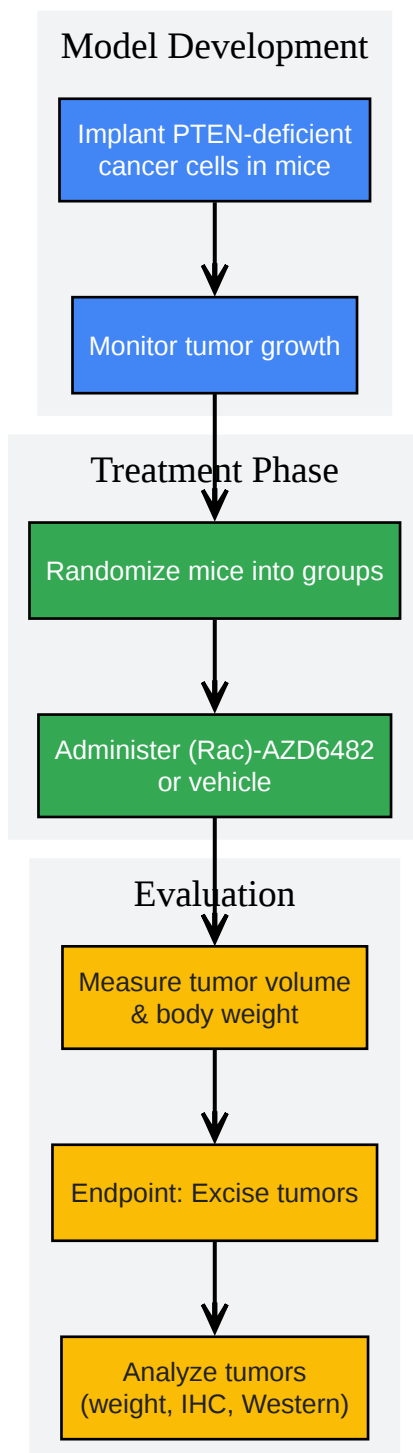 Model Development
Implant PTEN-deficient
cancer cells in mice
Monitor tumor growth
Treatment Phase
Randomize mice into groups
Administer (Rac)-AZD6482
or vehicle
Evaluation
Measure tumor volume
& body weight
Endpoint: Excise tumors
Analyze tumors
(weight, IHC, Western)